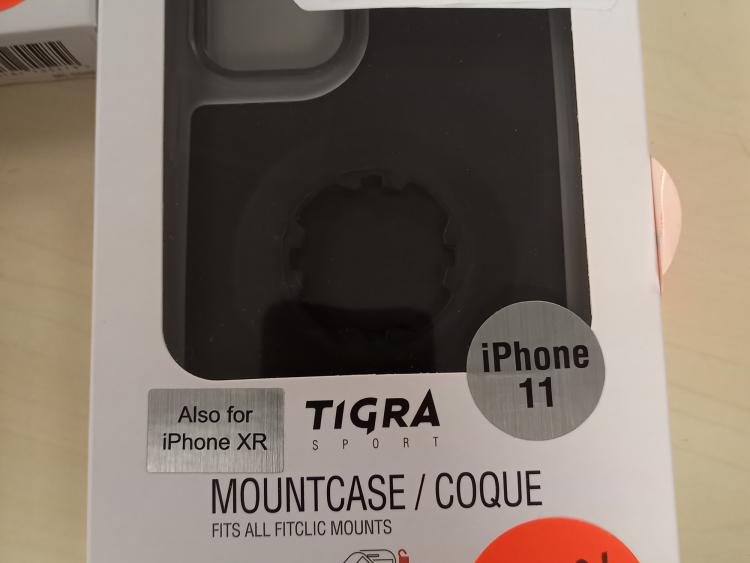 iPhone
11
Also for
iPhone XR
TIGRA
SPORT
MOUNTCASE / COQUE
FITS ALL FITCLIC MOUNTS